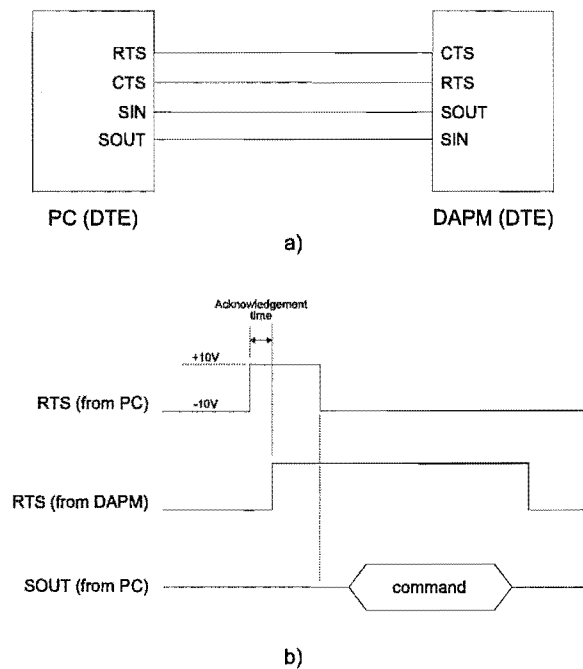 RTS CTS
CTS RTS
SIN SOUT
SOUT SIN
PC (DTE) DAPM (DTE)
a)
Acknowledgement
time
+10V
RTS (from PC) -10V
RTS (from DAPM)
SOUT (from PC) command
b)